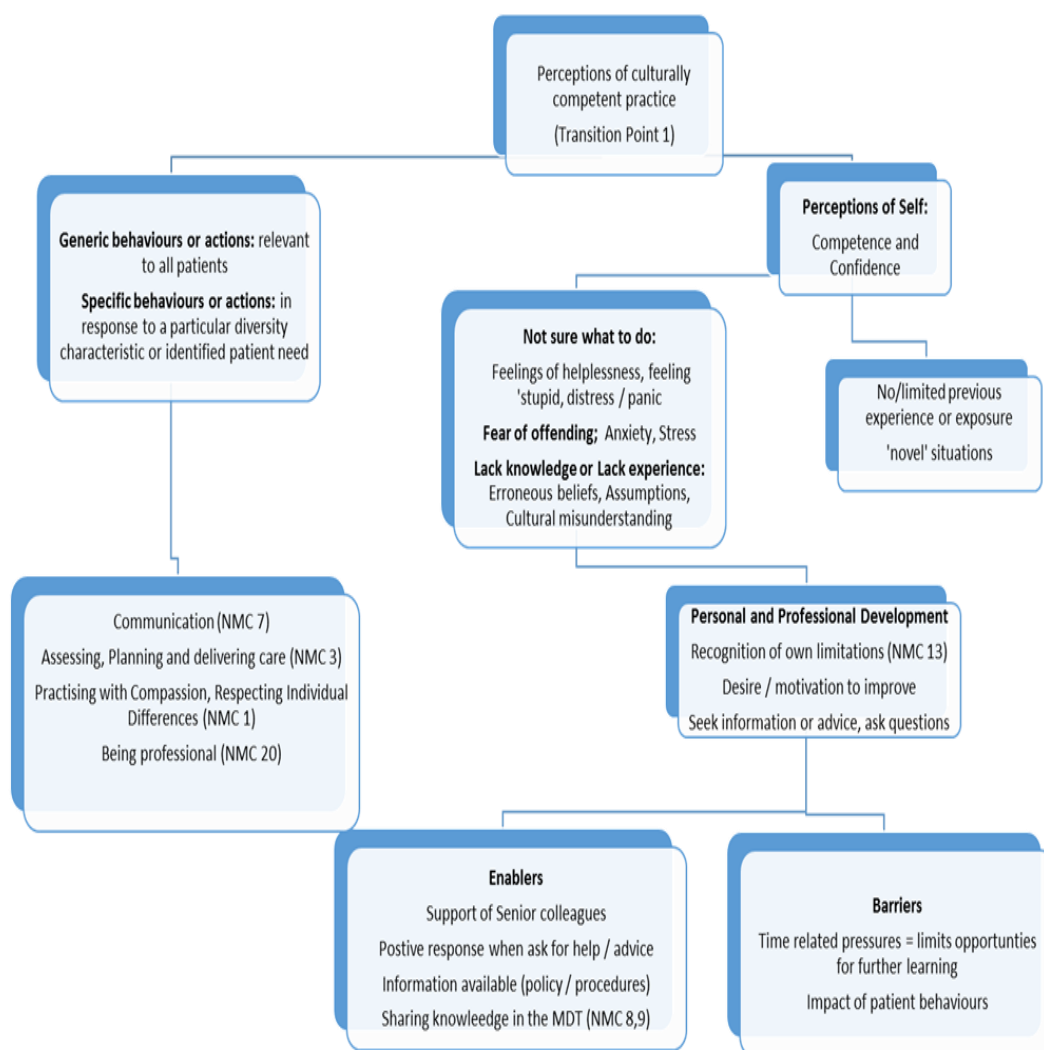 Perceptions of culturally
competent practice
(Transition Point 1)
Generic behaviours or actions: relevant
to all patients
Specific behaviours or actions: in
response to a particular diversity
characteristic or identified patient need
Perceptions of Self:
Competence and
Confidence
Not sure what to do:
Feelings of helplessness, feeling
'stupid, distress / panic
Fear of offending; Anxiety, Stress
Lack knowledge or Lack experience:
Erroneous beliefs, Assumptions,
Cultural misunderstanding
No/limited previous
experience or exposure
'novel' situations
Communication (NMC 7)
Assessing, Planning and delivering care (NMC 3)
Practising with Compassion, Respecting Individual
Differences (NMC 1)
Being professional (NMC 20)
Personal and Professional Development
Recognition of own limitations (NMC 13)
Desire / motivation to improve
Seek information or advice, ask questions
Enablers
Support of Senior colleagues
Postive response when ask for help / advice
Information available (policy / procedures)
Sharing knowleedge in the MDT (NMC 8,9)
Barriers
Time related pressures = limits opportunties
for further learning
Impact of patient behaviours